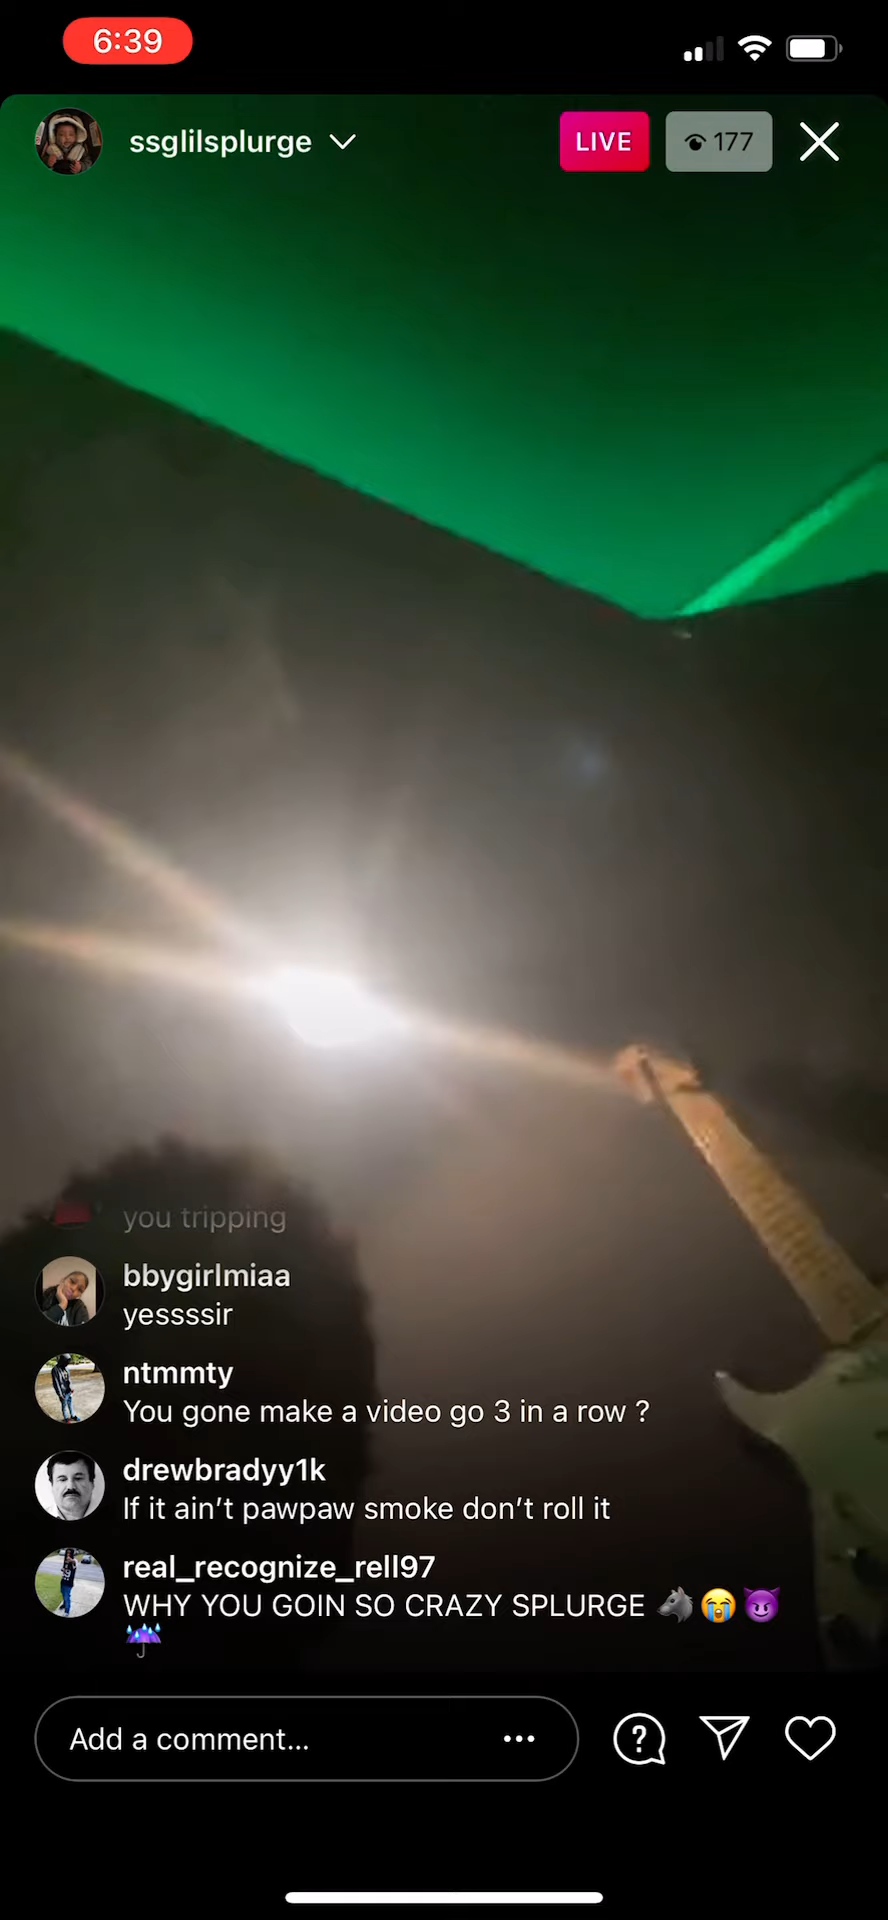 6:39
ssglilsplurge
LIVE
177
you tripping
bbygirlmiaa
yessssir
ntmmty
You gone make a video go 3 in a row ?
drewbradyy1k
If it ain’t pawpaw smoke don’t roll it
real_recognize_rell97
WHY YOU GOIN SO CRAZY SPLURGE 🐺😭😈
☔
Add a comment...